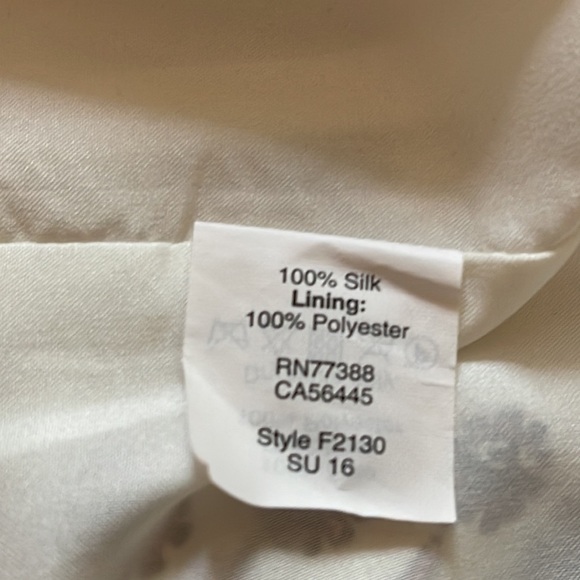 100% Silk
Lining:
100% Polyester
RN77388
CA56445
Style F2130
SU 16